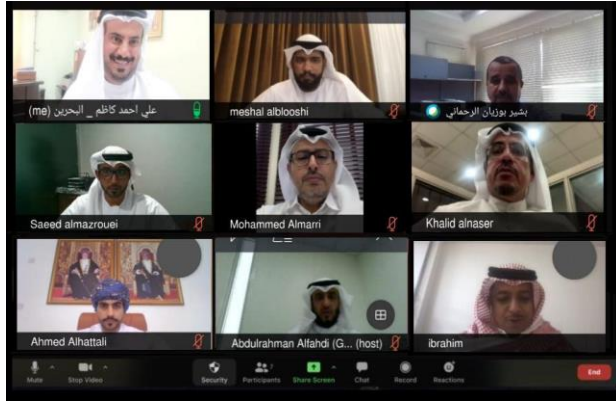 علي احمد كاظم _ البحرين (me)
meshal alblooshi
بشير بوزيان الرحماني
Saeed almazrouei
Mohammed Almarri
Khalid alnaser
Ahmed Alhattali
Abdulrahman Alfahdi (G... (host)
ibrahim
Mute
Stop Video
Security
Participants
7
Share Screen
Chat
Record
Reactions
End